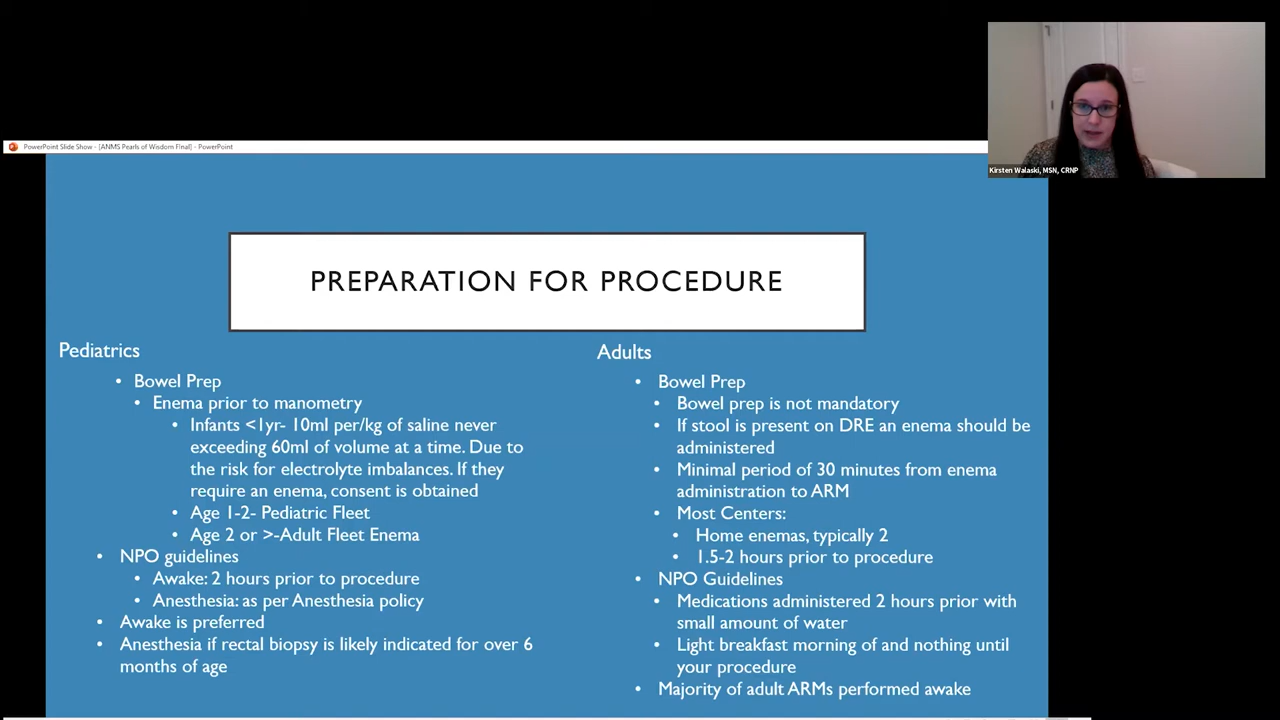 Kirsten Walaski, MSN, CRNP
PowerPoint Slide Show - [ANMS Pearls of Wisdom Final] - PowerPoint
PREPARATION FOR PROCEDURE
Pediatrics
• Bowel Prep
• Enema prior to manometry
• Infants <1yr- 10ml per/kg of saline never
exceeding 60ml of volume at a time. Due to
the risk for electrolyte imbalances. If they
require an enema, consent is obtained
• Age 1-2- Pediatric Fleet
• Age 2 or >-Adult Fleet Enema
• NPO guidelines
• Awake: 2 hours prior to procedure
• Anesthesia: as per Anesthesia policy
• Awake is preferred
• Anesthesia if rectal biopsy is likely indicated for over 6
months of age
Adults
• Bowel Prep
• Bowel prep is not mandatory
• If stool is present on DRE an enema should be
administered
• Minimal period of 30 minutes from enema
administration to ARM
• Most Centers:
• Home enemas, typically 2
• 1.5-2 hours prior to procedure
• NPO Guidelines
• Medications administered 2 hours prior with
small amount of water
• Light breakfast morning of and nothing until
your procedure
• Majority of adult ARMs performed awake